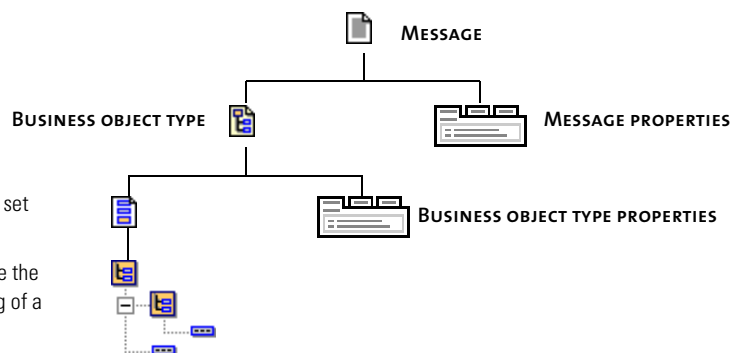 MESSAGE
BUSINESS OBJECT TYPE
MESSAGE PROPERTIES
set
BUSINESS OBJECT TYPE PROPERTIES
e the
g of a